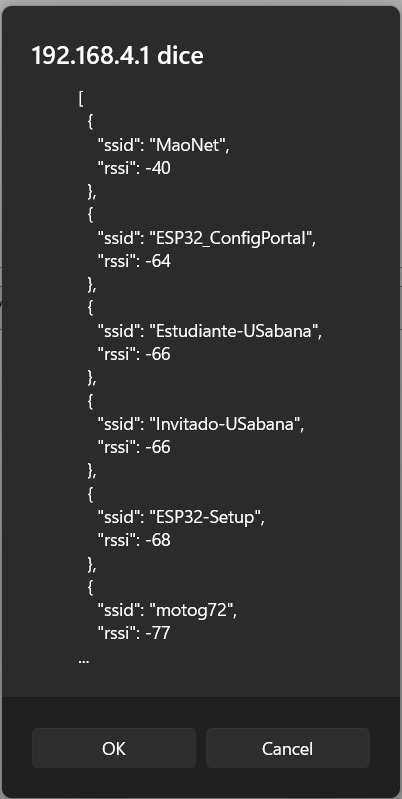 192.168.4.1 dice
[
{
"ssid": "MaoNet",
"rssi": -40
},
{
"ssid": "ESP32_ConfigPortal",
"rssi": -64
},
{
"ssid": "Estudiante-USabana",
"rssi": -66
},
{
"ssid": "Invitado-USabana",
"rssi": -66
},
{
"ssid": "ESP32-Setup",
"rssi": -68
},
{
"ssid": "motog72",
"rssi": -77
...
OK Cancel